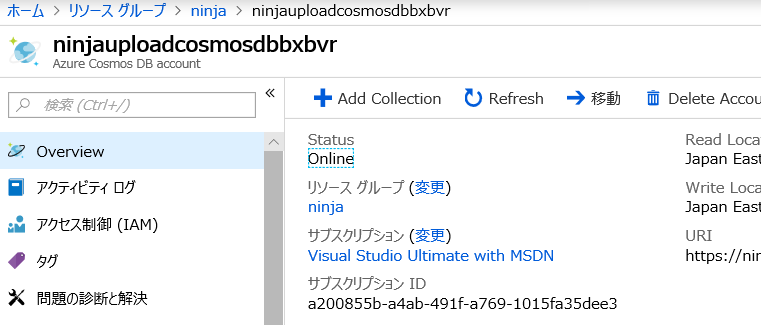 ホーム > リソース グループ > ninja > ninjauploadcosmosdbbxbvr
ninjauploadcosmosdbbxbvr
Azure Cosmos DB account
検索 (Ctrl+/)
Overview
アクティビティ ログ
アクセス制御 (IAM)
タグ
問題の診断と解決
Add Collection Refresh 移動 Delete Accou
Status
Online
リソース グループ (変更)
ninja
サブスクリプション (変更)
Visual Studio Ultimate with MSDN
サブスクリプション ID
a200855b-a4ab-491f-a769-1015fa35dee3
Read Loca
Japan East
Write Loca
Japan East
URI
https://nin